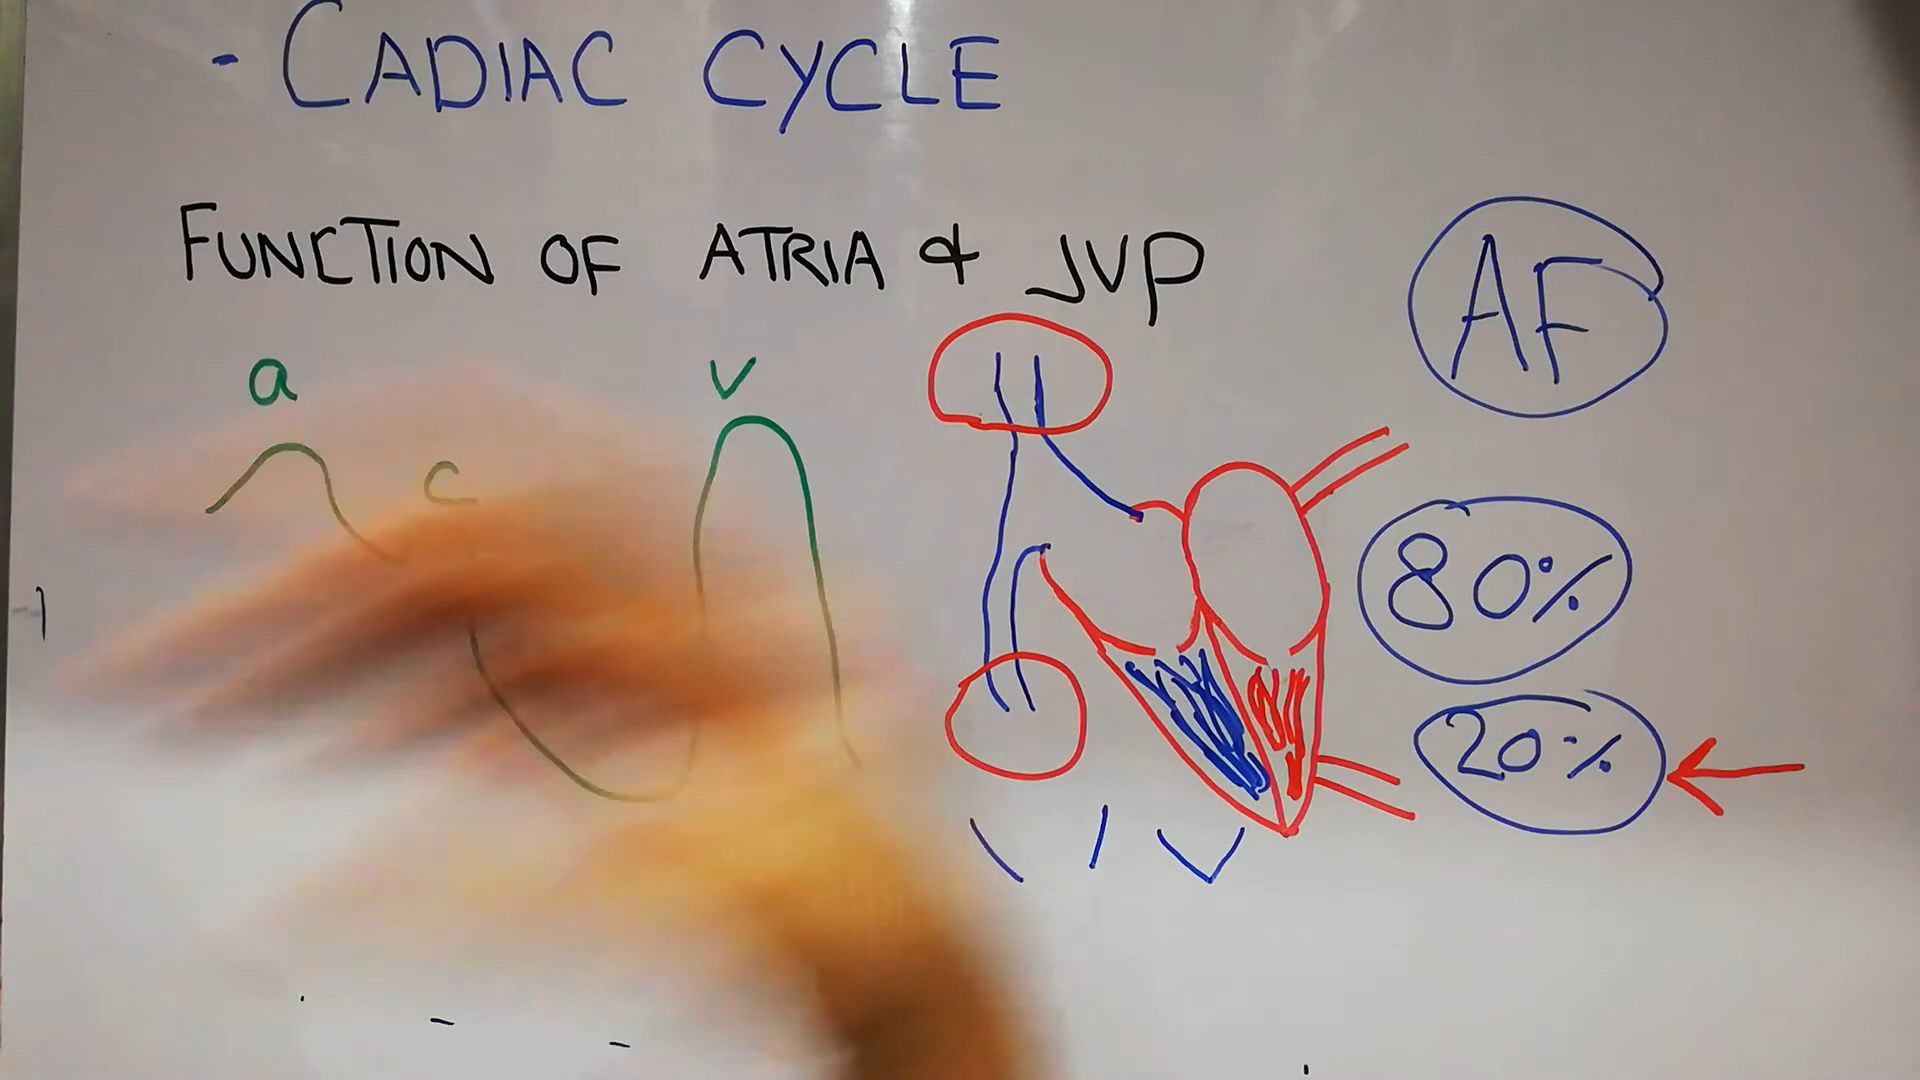 - CADIAC CYCLE
FUNCTION OF ATRIA & JVP
AF
a
v
c
80%
20%